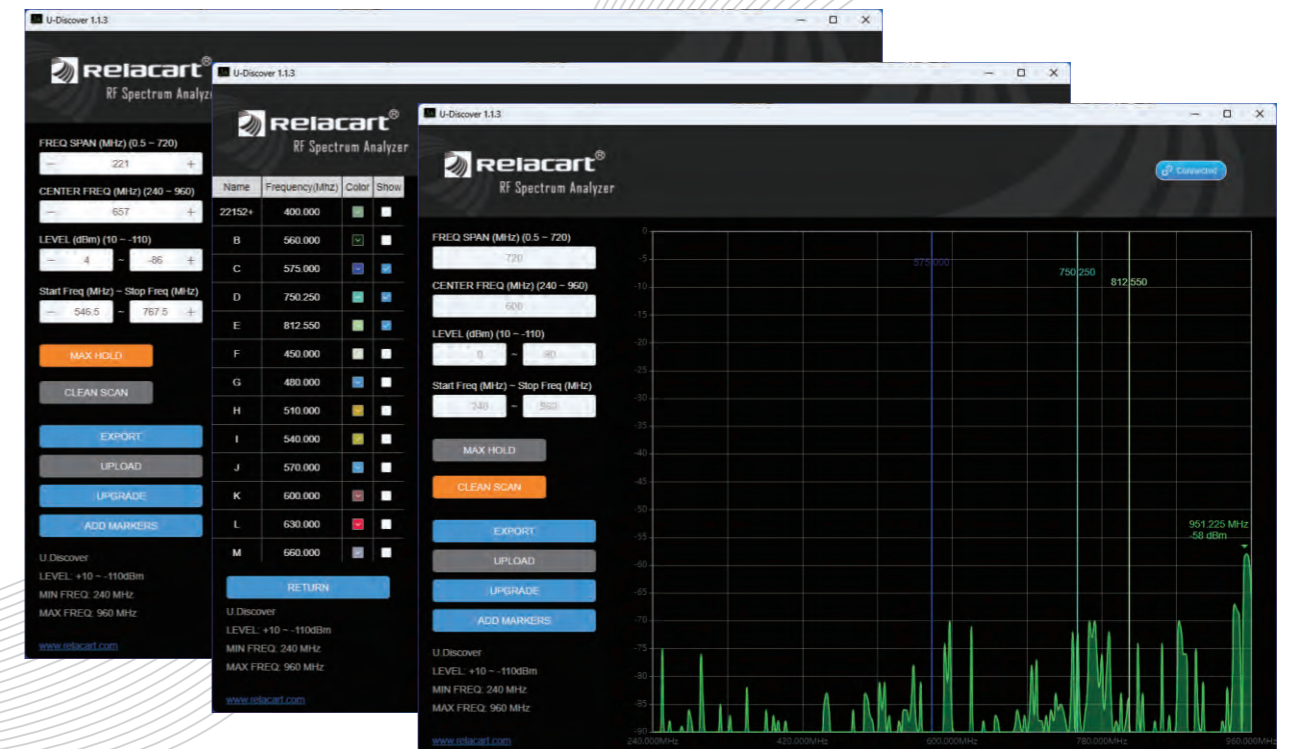 U-Discover 1.1.3
Relacart®
RF Spectrum Analyz
FREQ SPAN (MHz) (0.5 ~ 720)
- 221 +
CENTER FREQ (MHz) (240 ~ 960)
- 657 +
LEVEL (dBm) (10 ~ -110)
- 4 ~ -86 +
Start Freq (MHz) ~ Stop Freq (MHz)
- 546.5 ~ 767.5 +
MAX HOLD
CLEAN SCAN
EXPORT
UPLOAD
UPGRADE
ADD MARKERS
U.Discover
LEVEL: +10 ~ -110dBm
MIN FREQ: 240 MHz
MAX FREQ: 960 MHz
www.relacart.com
U-Discover 1.1.3
Relacart®
RF Spectrum Analyzer
Name Frequency(Mhz) Color Show
22152+ 400.000
B 560.000
C 575.000
D 750.250
E 812.550
F 450.000
G 480.000
H 510.000
I 540.000
J 570.000
K 600.000
L 630.000
M 660.000
RETURN
U.Discover
LEVEL: +10 ~ -110dBm
MIN FREQ: 240 MHz
MAX FREQ: 960 MHz
www.relacart.com
U-Discover 1.1.3
Relacart®
RF Spectrum Analyzer
Connected
FREQ SPAN (MHz) (0.5 ~ 720)
720
CENTER FREQ (MHz) (240 ~ 960)
600
LEVEL (dBm) (10 ~ -110)
0 ~ -90
Start Freq (MHz) ~ Stop Freq (MHz)
240 ~ 960
MAX HOLD
CLEAN SCAN
EXPORT
UPLOAD
UPGRADE
ADD MARKERS
U.Discover
LEVEL: +10 ~ -110dBm
MIN FREQ: 240 MHz
MAX FREQ: 960 MHz
www.relacart.com
0
-5
-10
-15
-20
-25
-30
-35
-40
-45
-50
-55
-60
-65
-70
-75
-80
-85
-90
575.000
750.250
812.550
951.225 MHz
-58 dBm
240.000MHz 420.000MHz 600.000MHz 780.000MHz 960.000MHz